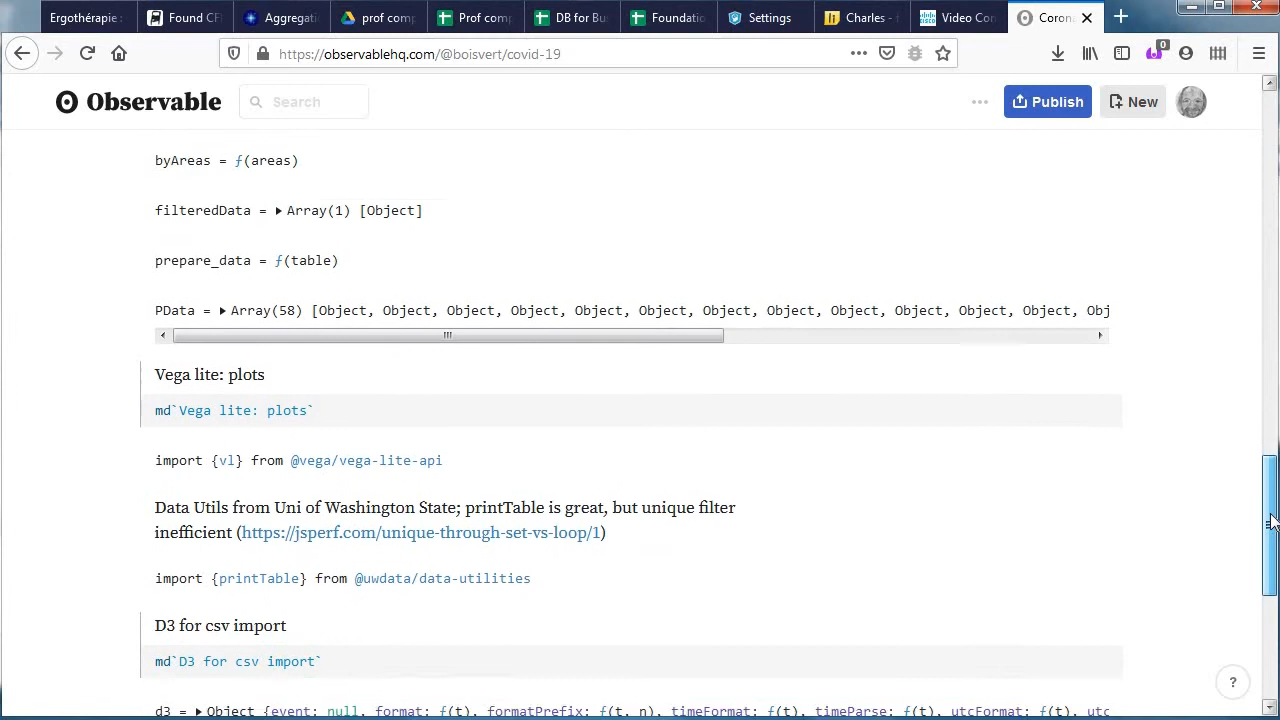 Ergothérapie :
Found CF
Aggregati
prof comp
Prof comp
DB for Bu
Foundatio
Settings
Charles - f
Video Con
Corona
https://observablehq.com/@boisvert/covid-19
0
Observable
Search
Publish
New
byAreas = ƒ(areas)
filteredData = ▶ Array(1) [Object]
prepare_data = ƒ(table)
PData = ▶ Array(58) [Object, Object, Object, Object, Object, Object, Object, Object, Object, Object, Object, Object, Obj
Vega lite: plots
md`Vega lite: plots`
import {vl} from @vega/vega-lite-api
Data Utils from Uni of Washington State; printTable is great, but unique filter
inefficient (https://jsperf.com/unique-through-set-vs-loop/1)
import {printTable} from @uwdata/data-utilities
D3 for csv import
md`D3 for csv import`
d3 = ▶ Object {event: null, format: ƒ(t), formatPrefix: ƒ(t, n), timeFormat: ƒ(t), timeParse: ƒ(t), utcFormat: ƒ(t), utc
?